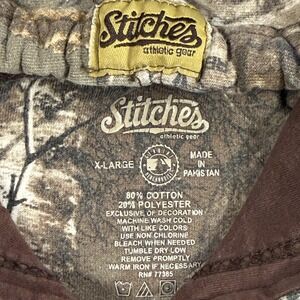 Stitches
athletic gear
Stitches
athletic gear
X-LARGE
MADE IN PAKISTAN
80% COTTON
20% POLYESTER
EXCLUSIVE OF DECORATION
MACHINE WASH COLD
WITH LIKE COLORS
USE NON CHLORINE
BLEACH WHEN NEEDED
TUMBLE DRY LOW
REMOVE PROMPTLY
WARM IRON IF NECESSARY
RN# 77385